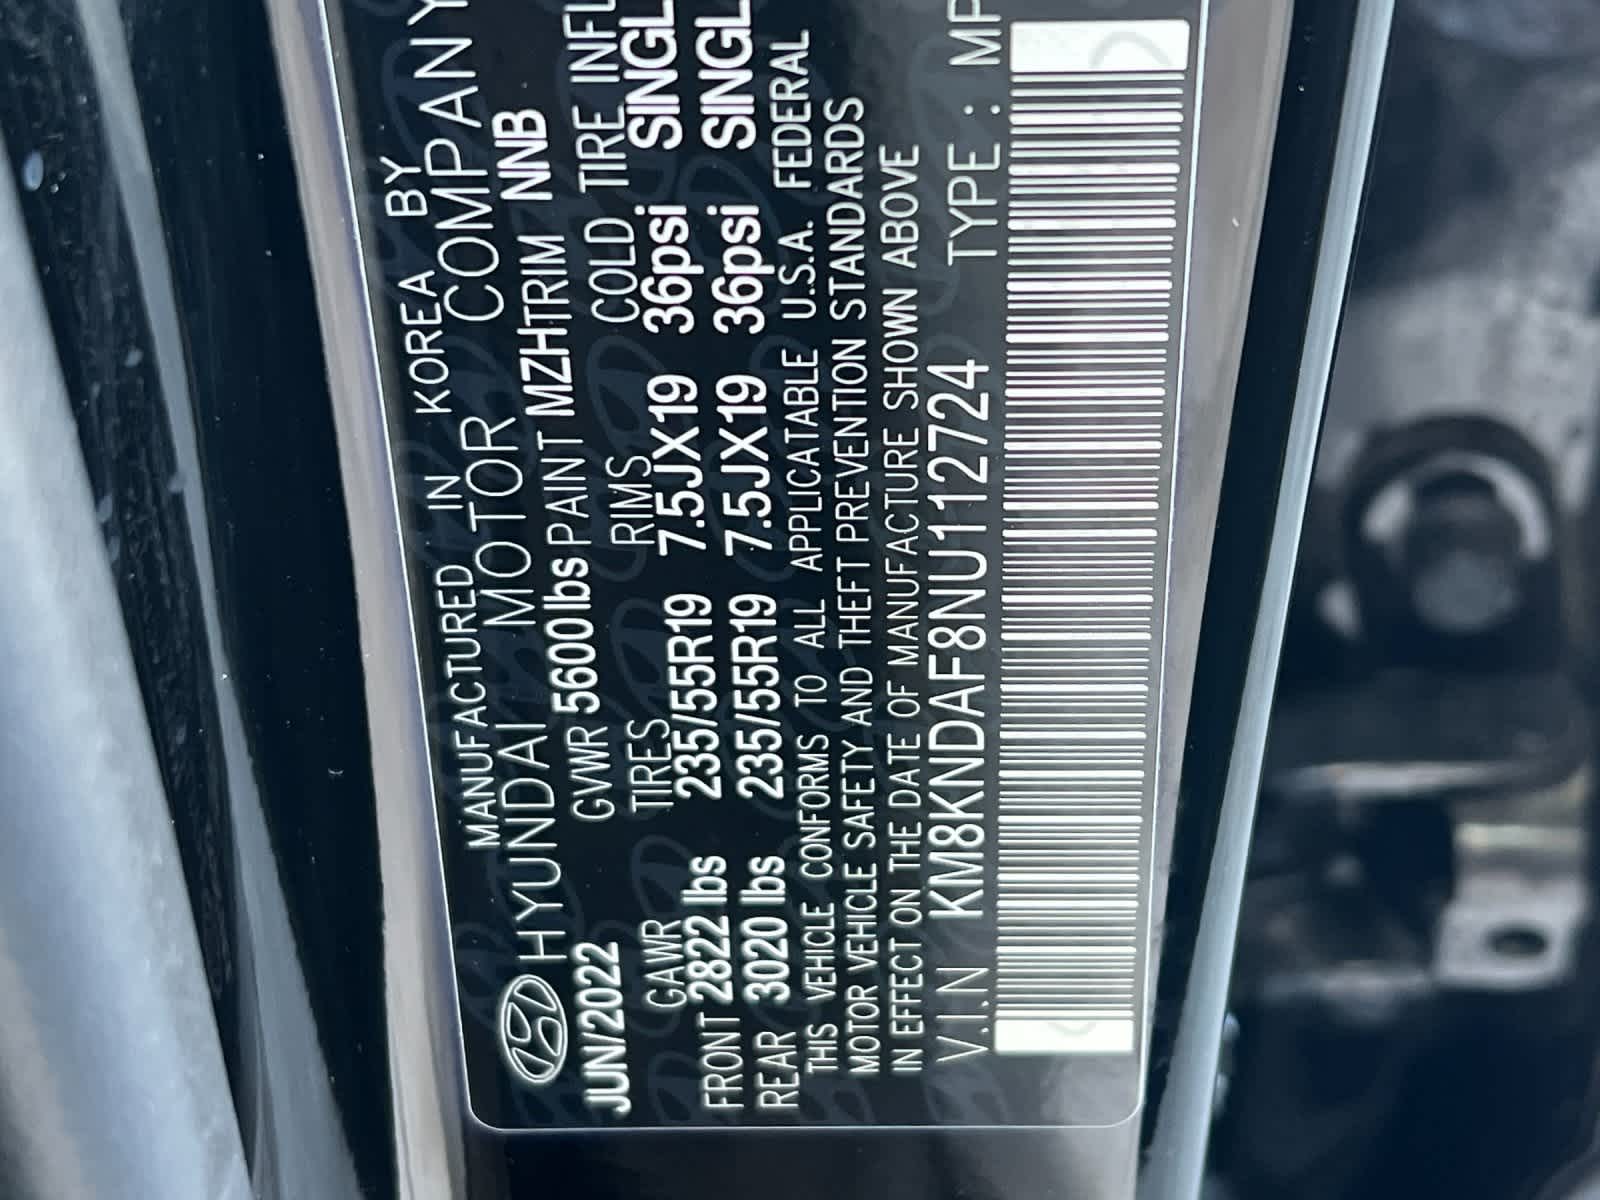 MANUFACTURED IN KOREA BY
HYUNDAI MOTOR COMPANY
JUN/2022 GVWR 5600lbs PAINT MZH TRIM NNB
GAWR TIRES RIMS COLD TIRE INFL
FRONT 2822 lbs 235/55R19 7.5JX19 36psi SINGL
REAR 3020 lbs 235/55R19 7.5JX19 36psi SINGL
THIS VEHICLE CONFORMS TO ALL APPLICATABLE U.S.A. FEDERAL
MOTOR VEHICLE SAFETY AND THEFT PREVENTION STANDARDS
IN EFFECT ON THE DATE OF MANUFACTURE SHOWN ABOVE
V.I.N KM8KNDAF8NU112724 TYPE : MP